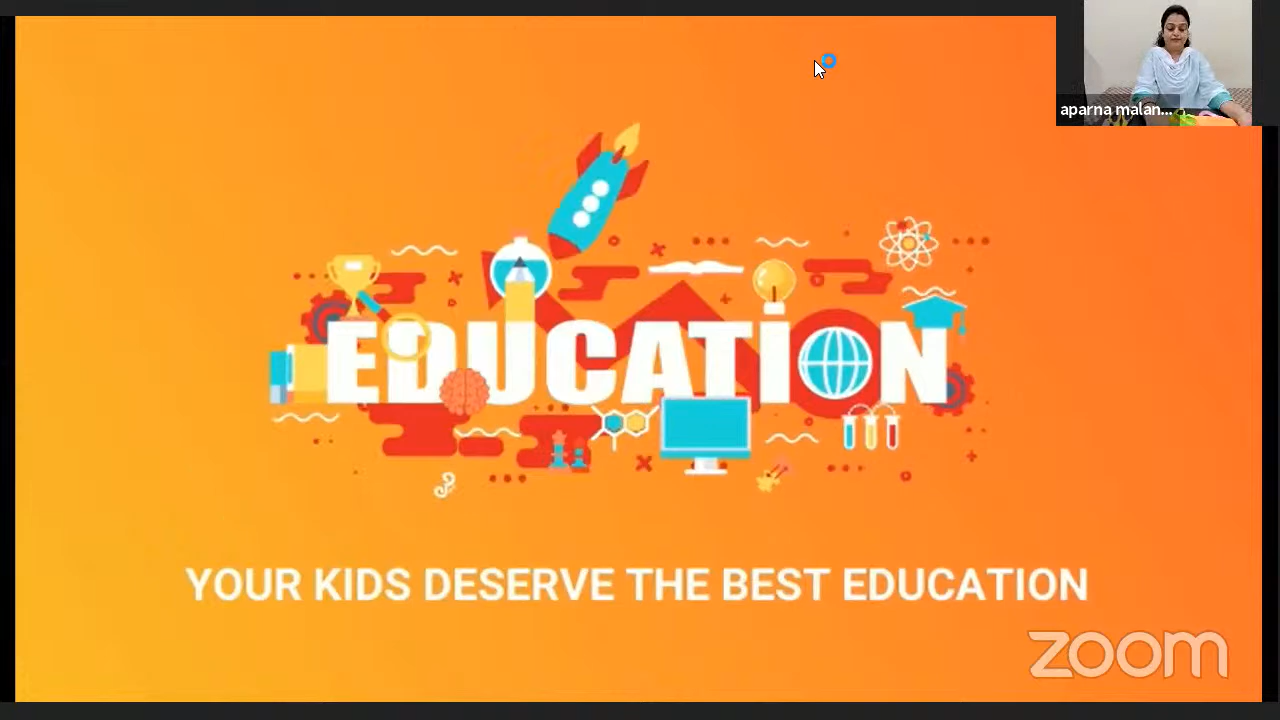 aparna malan...
EDUCATION
YOUR KIDS DESERVE THE BEST EDUCATION
zoom